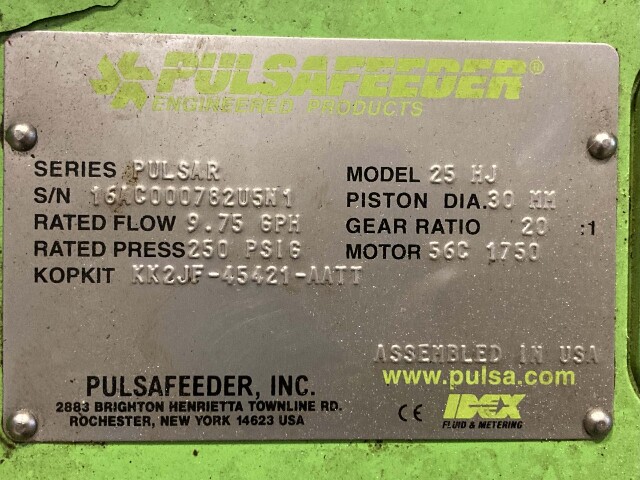 PULSAFEEDER®
ENGINEERED PRODUCTS
SERIES PULSAR
MODEL 25 HJ
S/N 16AC000782U5N1
PISTON DIA. 30 MM
RATED FLOW 9.75 GPH
GEAR RATIO 20 :1
RATED PRESS 250 PSIG
MOTOR 56C 1750
KOPKIT KK2JF-45421-AATT
ASSEMBLED IN USA
www.pulsa.com
PULSAFEEDER, INC.
2883 BRIGHTON HENRIETTA TOWNLINE RD.
ROCHESTER, NEW YORK 14623 USA
CE
IDEX
FLUID & METERING